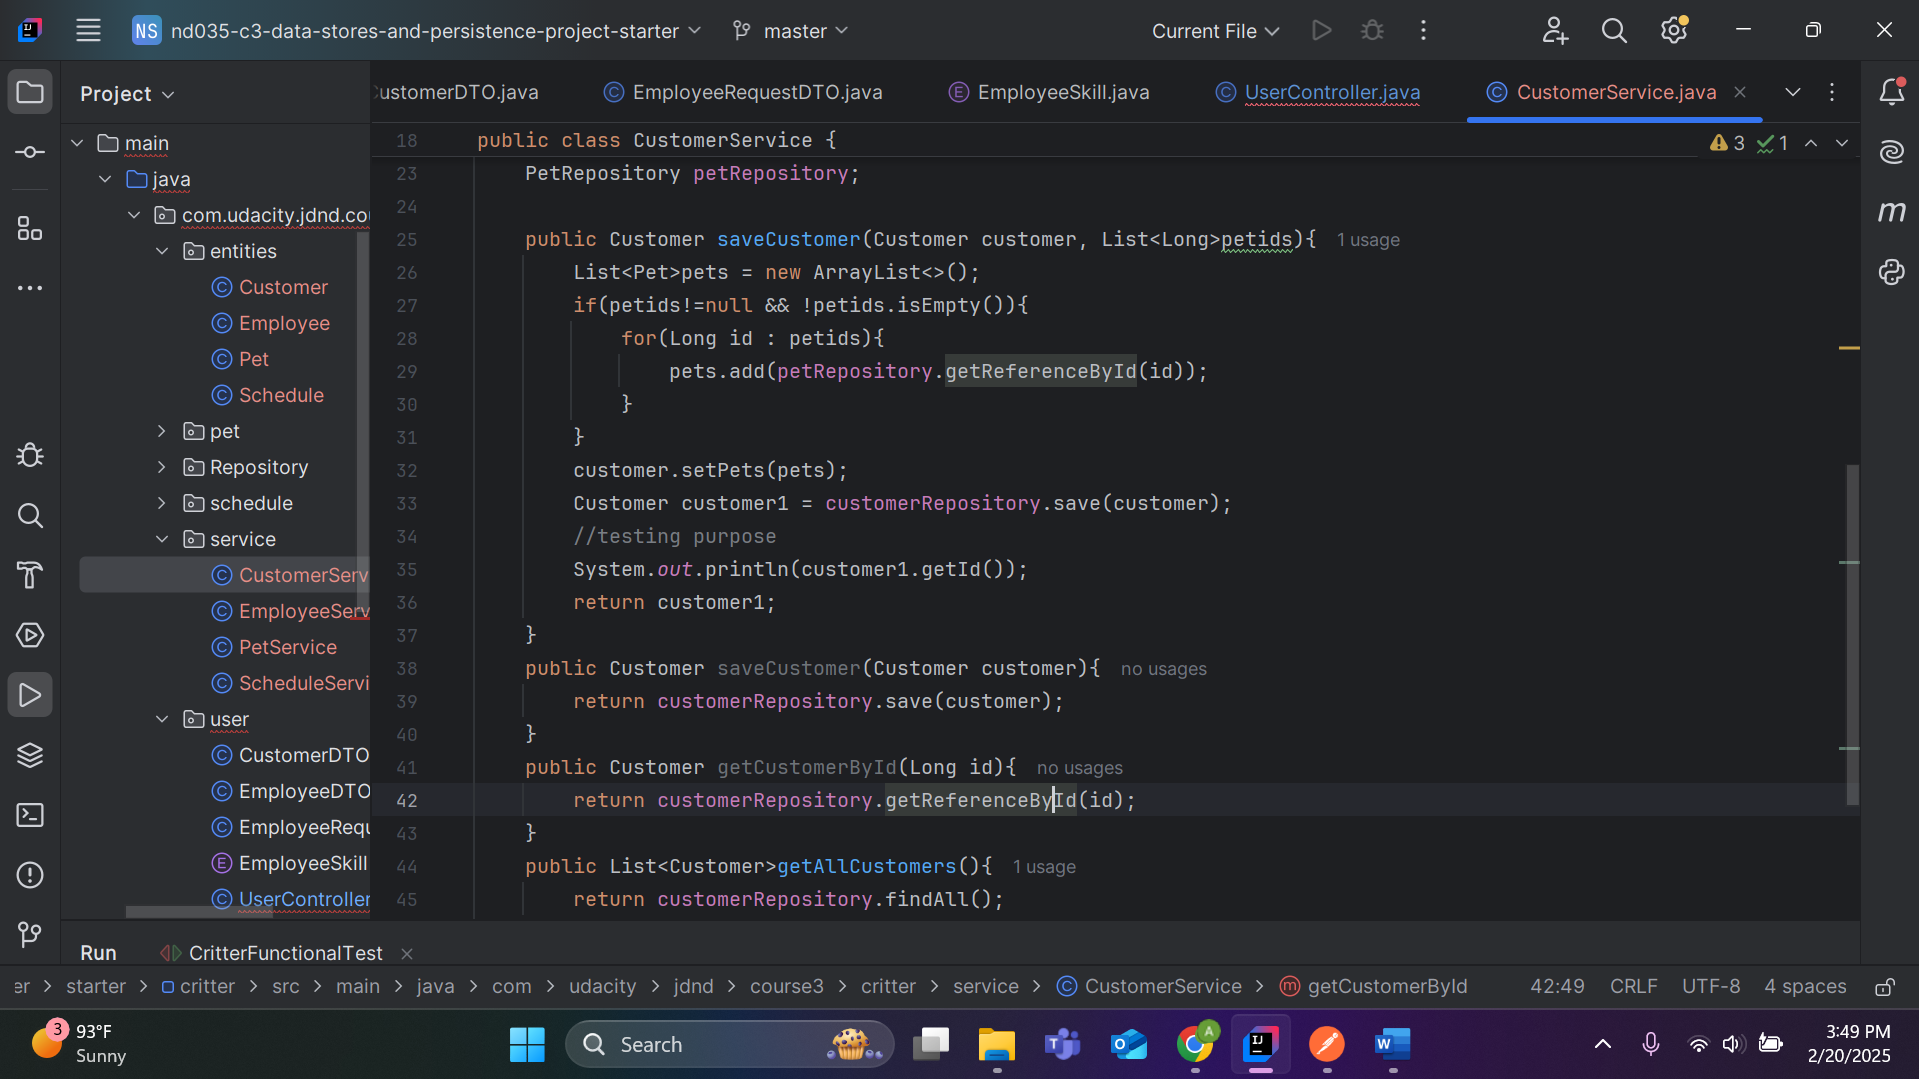 NS nd035-c3-data-stores-and-persistence-project-starter master Current File
Project
ustomerDTO.java EmployeeRequestDTO.java EmployeeSkill.java UserController.java CustomerService.java
main
java
com.udacity.jdnd.co
entities
Customer
Employee
Pet
Schedule
pet
Repository
schedule
service
CustomerServ
EmployeeServ
PetService
ScheduleServi
user
CustomerDTO
EmployeeDTO
EmployeeRequ
EmployeeSkill
UserController
18 public class CustomerService { 3 1
23 PetRepository petRepository;
24
25 public Customer saveCustomer(Customer customer, List<Long>petids){ 1 usage
26 List<Pet>pets = new ArrayList<>();
27 if(petids!=null && !petids.isEmpty()){
28 for(Long id : petids){
29 pets.add(petRepository.getReferenceById(id));
30 }
31 }
32 customer.setPets(pets);
33 Customer customer1 = customerRepository.save(customer);
34 //testing purpose
35 System.out.println(customer1.getId());
36 return customer1;
37 }
38 public Customer saveCustomer(Customer customer){ no usages
39 return customerRepository.save(customer);
40 }
41 public Customer getCustomerById(Long id){ no usages
42 return customerRepository.getReferenceById(id);
43 }
44 public List<Customer>getAllCustomers(){ 1 usage
45 return customerRepository.findAll();
Run CritterFunctionalTest
er > starter > critter > src > main > java > com > udacity > jdnd > course3 > critter > service > CustomerService > getCustomerById 42:49 CRLF UTF-8 4 spaces
3 93°F
Sunny
Search
A
3:49 PM
2/20/2025